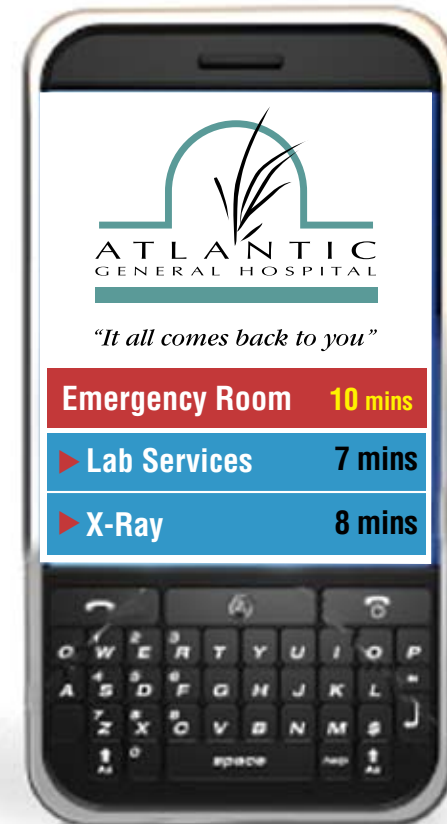 ATLANTIC
GENERAL HOSPITAL
“It all comes back to you”
Emergency Room 10 mins
Lab Services 7 mins
X-Ray 8 mins
Q W E R T Y U I O P
A S D F G H J K L
Z X C V B N M $
space